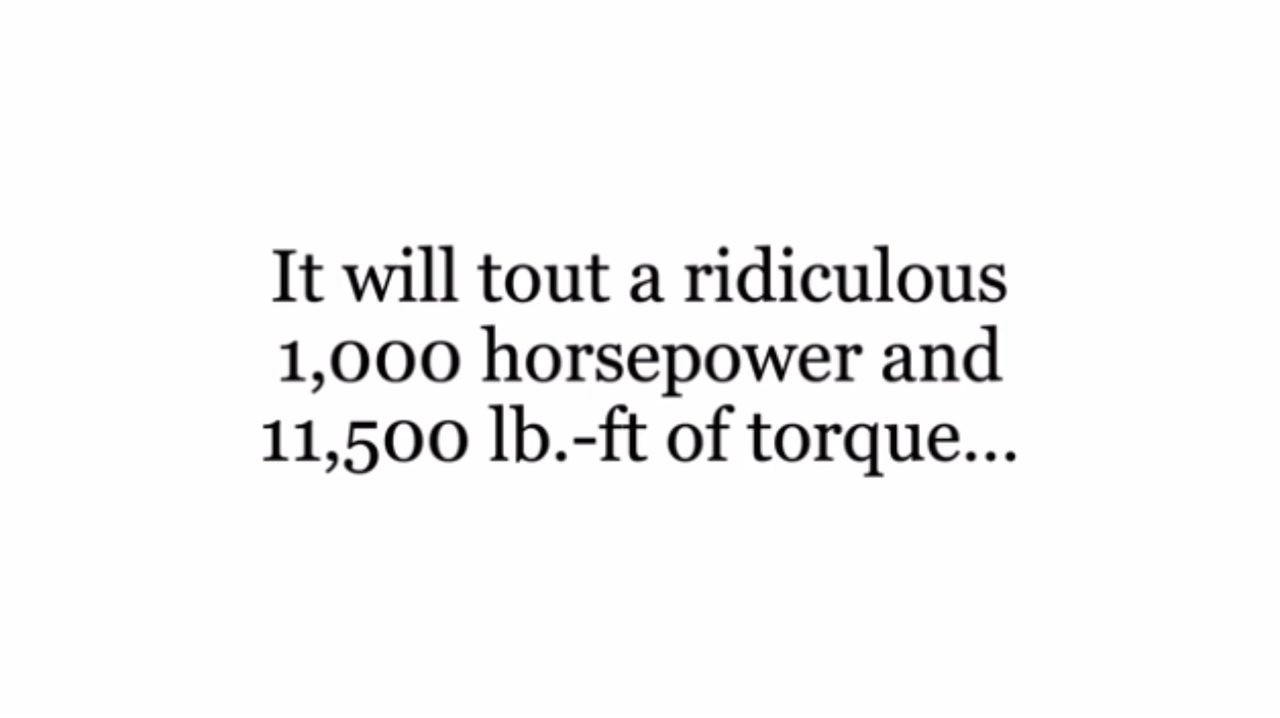 It will tout a ridiculous
1,000 horsepower and
11,500 lb.-ft of torque...